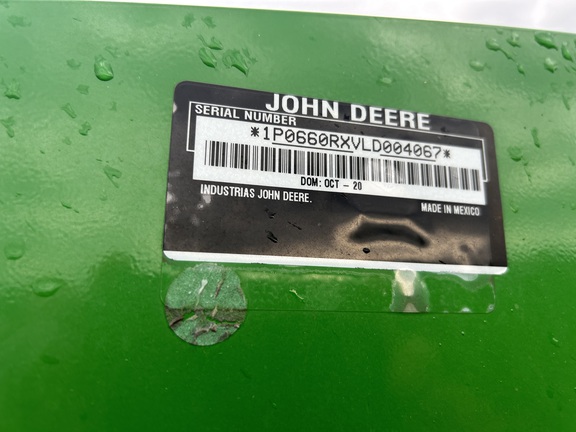 JOHN DEERE
SERIAL NUMBER
*1P0660RXVLD004067*
DOM: OCT - 20
INDUSTRIAS JOHN DEERE.
MADE IN MEXICO